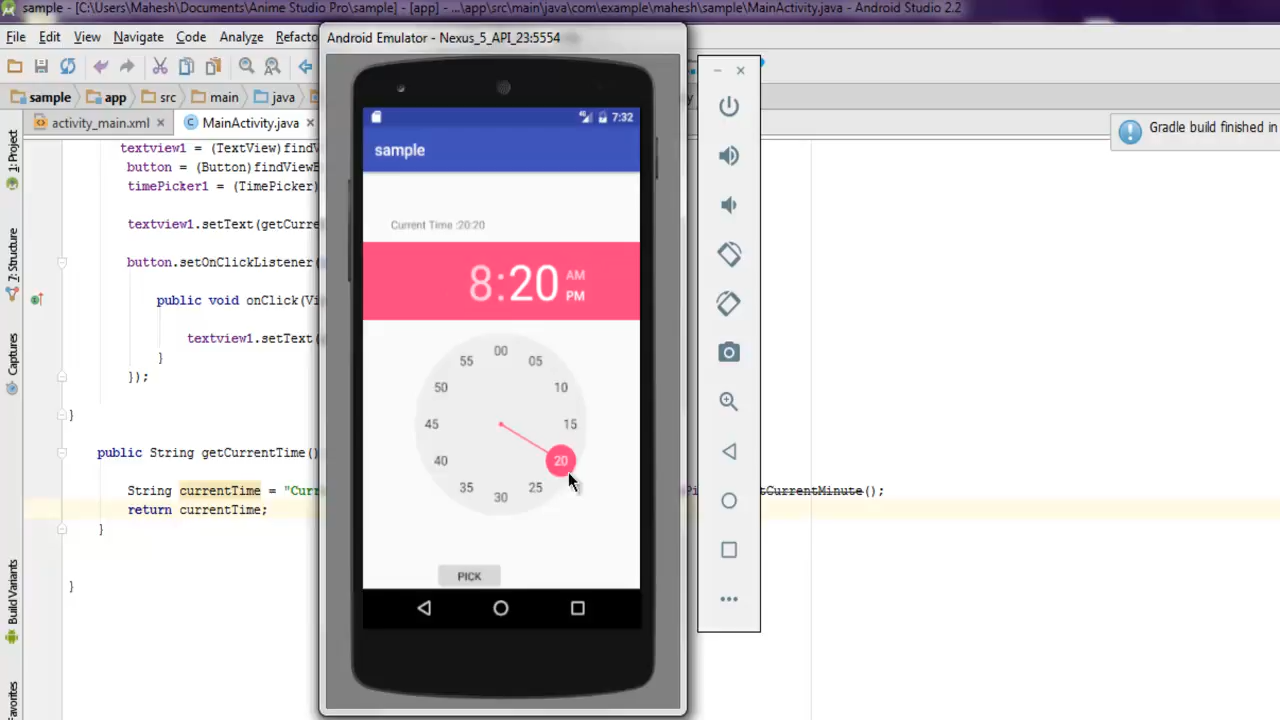 sample - [C:\Users\Mahesh\Documents\Anime Studio Pro\sample] - [app] - ...\app\src\main\java\com\example\mahesh\sample\MainActivity.java - Android Studio 2.2
File Edit View Navigate Code Analyze Refacto
Android Emulator - Nexus_5_API_23:5554
sample app src main java
activity_main.xml MainActivity.java
Gradle build finished in
1: Project
7: Structure
Captures
Build Variants
Favorites
textview1 = (TextView)findV
button = (Button)findViewB
timePicker1 = (TimePicker)
textview1.setText(getCurre
button.setOnClickListener(
public void onClick(Vi
textview1.setText(
}
});
}
public String getCurrentTime()
String currentTime = "Curr
tCurrentMinute();
return currentTime;
}
}
7:32
sample
Current Time :20:20
8:20 AM
PM
00
55 05
50 10
45 15
40 20
35 25
30
PICK